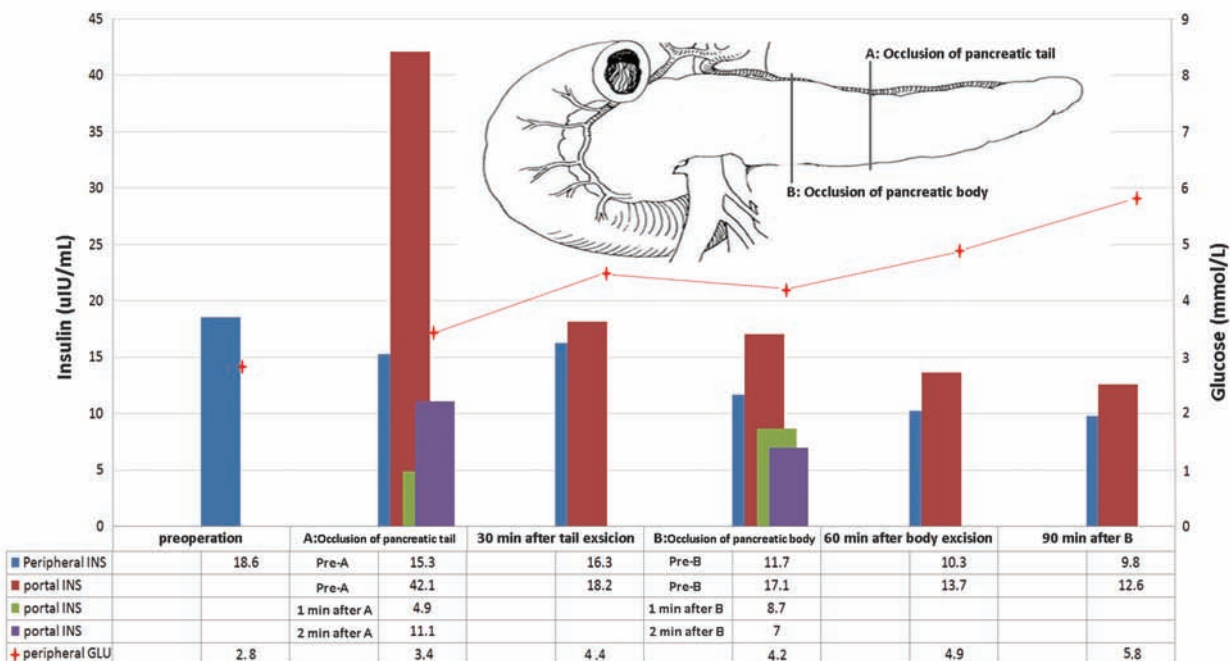 45
40
35
30
25
20
15
10
5
0
Insulin (uIU/mL)
9
8
7
6
5
4
3
2
1
0
Glucose (mmol/L)
A: Occlusion of pancreatic tail
B: Occlusion of pancreatic body
preoperation A:Occlusion of pancreatic tail 30 min after tail exsicion B:Occlusion of pancreatic body 60 min after body excision 90 min after B
Peripheral INS 18.6 Pre-A 15.3 16.3 Pre-B 11.7 10.3 9.8
portal INS Pre-A 42.1 18.2 Pre-B 17.1 13.7 12.6
portal INS 1 min after A 4.9 1 min after B 8.7
portal INS 2 min after A 11.1 2 min after B 7
peripheral GLU 2.8 3.4 4.4 4.2 4.9 5.8